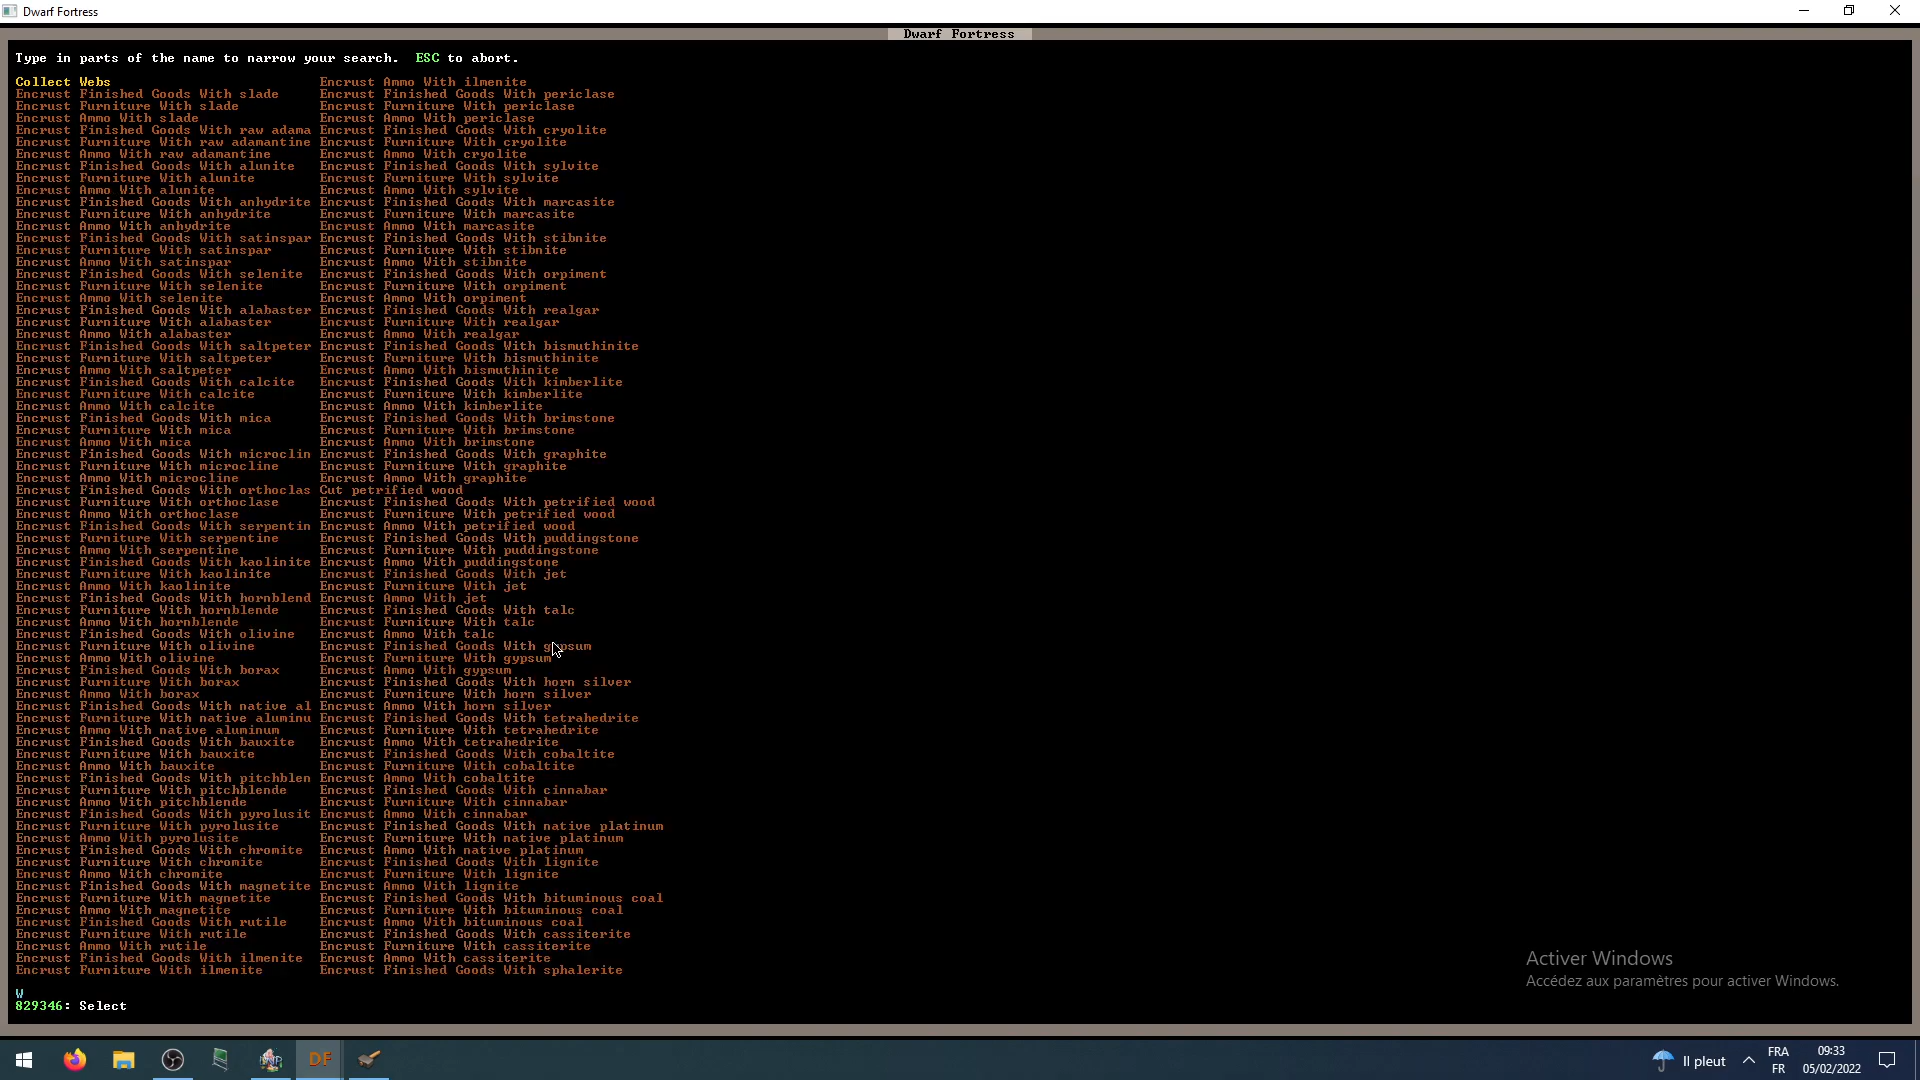 Dwarf Fortress
Dwarf Fortress
Type in parts of the name to narrow your search. ESC to abort.
Collect Webs
Encrust Finished Goods With slade
Encrust Furniture With slade
Encrust Ammo With slade
Encrust Finished Goods With raw adama
Encrust Furniture With raw adamantine
Encrust Ammo With raw adamantine
Encrust Finished Goods With alunite
Encrust Furniture With alunite
Encrust Ammo With alunite
Encrust Finished Goods With anhydrite
Encrust Furniture With anhydrite
Encrust Ammo With anhydrite
Encrust Finished Goods With satinspar
Encrust Furniture With satinspar
Encrust Ammo With satinspar
Encrust Finished Goods With selenite
Encrust Furniture With selenite
Encrust Ammo With selenite
Encrust Finished Goods With alabaster
Encrust Furniture With alabaster
Encrust Ammo With alabaster
Encrust Finished Goods With saltpeter
Encrust Furniture With saltpeter
Encrust Ammo With saltpeter
Encrust Finished Goods With calcite
Encrust Furniture With calcite
Encrust Ammo With calcite
Encrust Finished Goods With mica
Encrust Furniture With mica
Encrust Ammo With mica
Encrust Finished Goods With microclin
Encrust Furniture With microcline
Encrust Ammo With microcline
Encrust Finished Goods With orthoclas
Encrust Furniture With orthoclase
Encrust Ammo With orthoclase
Encrust Finished Goods With serpentin
Encrust Furniture With serpentine
Encrust Ammo With serpentine
Encrust Finished Goods With kaolinite
Encrust Furniture With kaolinite
Encrust Ammo With kaolinite
Encrust Finished Goods With hornblend
Encrust Furniture With hornblende
Encrust Ammo With hornblende
Encrust Finished Goods With olivine
Encrust Furniture With olivine
Encrust Ammo With olivine
Encrust Finished Goods With borax
Encrust Furniture With borax
Encrust Ammo With borax
Encrust Finished Goods With native al
Encrust Furniture With native aluminu
Encrust Ammo With native aluminum
Encrust Finished Goods With bauxite
Encrust Furniture With bauxite
Encrust Ammo With bauxite
Encrust Finished Goods With pitchblen
Encrust Furniture With pitchblende
Encrust Ammo With pitchblende
Encrust Finished Goods With pyrolusit
Encrust Furniture With pyrolusite
Encrust Ammo With pyrolusite
Encrust Finished Goods With chromite
Encrust Furniture With chromite
Encrust Ammo With chromite
Encrust Finished Goods With magnetite
Encrust Furniture With magnetite
Encrust Ammo With magnetite
Encrust Finished Goods With rutile
Encrust Furniture With rutile
Encrust Ammo With rutile
Encrust Finished Goods With ilmenite
Encrust Furniture With ilmenite
Encrust Ammo With ilmenite
Encrust Finished Goods With periclase
Encrust Furniture With periclase
Encrust Ammo With periclase
Encrust Finished Goods With cryolite
Encrust Furniture With cryolite
Encrust Ammo With cryolite
Encrust Finished Goods With sylvite
Encrust Furniture With sylvite
Encrust Ammo With sylvite
Encrust Finished Goods With marcasite
Encrust Furniture With marcasite
Encrust Ammo With marcasite
Encrust Finished Goods With stibnite
Encrust Furniture With stibnite
Encrust Ammo With stibnite
Encrust Finished Goods With orpiment
Encrust Furniture With orpiment
Encrust Ammo With orpiment
Encrust Finished Goods With realgar
Encrust Furniture With realgar
Encrust Ammo With realgar
Encrust Finished Goods With bismuthinite
Encrust Furniture With bismuthinite
Encrust Ammo With bismuthinite
Encrust Finished Goods With kimberlite
Encrust Furniture With kimberlite
Encrust Ammo With kimberlite
Encrust Finished Goods With brimstone
Encrust Furniture With brimstone
Encrust Ammo With brimstone
Encrust Finished Goods With graphite
Encrust Furniture With graphite
Encrust Ammo With graphite
Cut petrified wood
Encrust Finished Goods With petrified wood
Encrust Furniture With petrified wood
Encrust Ammo With petrified wood
Encrust Finished Goods With puddingstone
Encrust Furniture With puddingstone
Encrust Ammo With puddingstone
Encrust Finished Goods With jet
Encrust Furniture With jet
Encrust Ammo With jet
Encrust Finished Goods With talc
Encrust Furniture With talc
Encrust Ammo With talc
Encrust Finished Goods With gypsum
Encrust Furniture With gypsum
Encrust Ammo With gypsum
Encrust Finished Goods With horn silver
Encrust Furniture With horn silver
Encrust Ammo With horn silver
Encrust Finished Goods With tetrahedrite
Encrust Furniture With tetrahedrite
Encrust Ammo With tetrahedrite
Encrust Finished Goods With cobaltite
Encrust Furniture With cobaltite
Encrust Ammo With cobaltite
Encrust Finished Goods With cinnabar
Encrust Furniture With cinnabar
Encrust Ammo With cinnabar
Encrust Finished Goods With native platinum
Encrust Furniture With native platinum
Encrust Ammo With native platinum
Encrust Finished Goods With lignite
Encrust Furniture With lignite
Encrust Ammo With lignite
Encrust Finished Goods With bituminous coal
Encrust Furniture With bituminous coal
Encrust Ammo With bituminous coal
Encrust Finished Goods With cassiterite
Encrust Furniture With cassiterite
Encrust Ammo With cassiterite
Encrust Finished Goods With sphalerite
W
829346: Select
Activer Windows
Accédez aux paramètres pour activer Windows.
DF
Il pleut
FRA
FR
09:33
05/02/2022